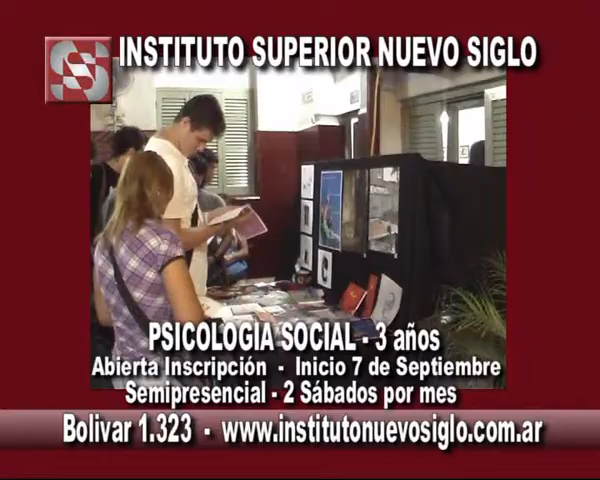 INSTITUTO SUPERIOR NUEVO SIGLO
PSICOLOGIA SOCIAL - 3 años
Abierta Inscripción - Inicio 7 de Septiembre
Semipresencial - 2 Sábados por mes
Bolivar 1.323 - www.institutonuevosiglo.com.ar